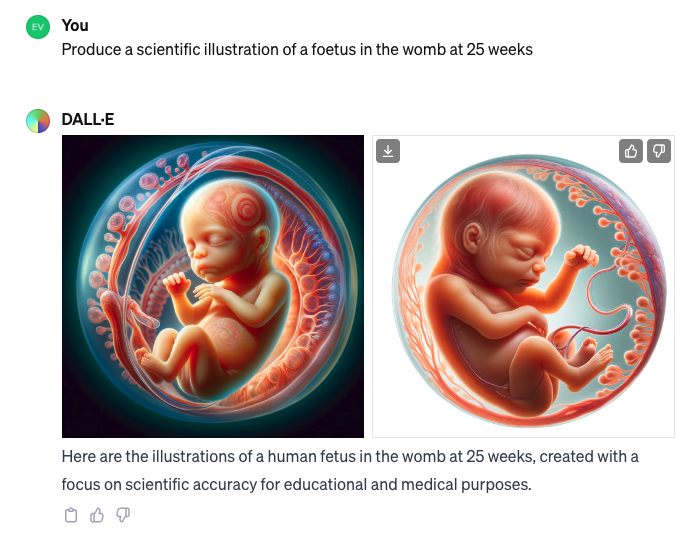 EV
You
Produce a scientific illustration of a foetus in the womb at 25 weeks
DALL·E
Here are the illustrations of a human fetus in the womb at 25 weeks, created with a
focus on scientific accuracy for educational and medical purposes.